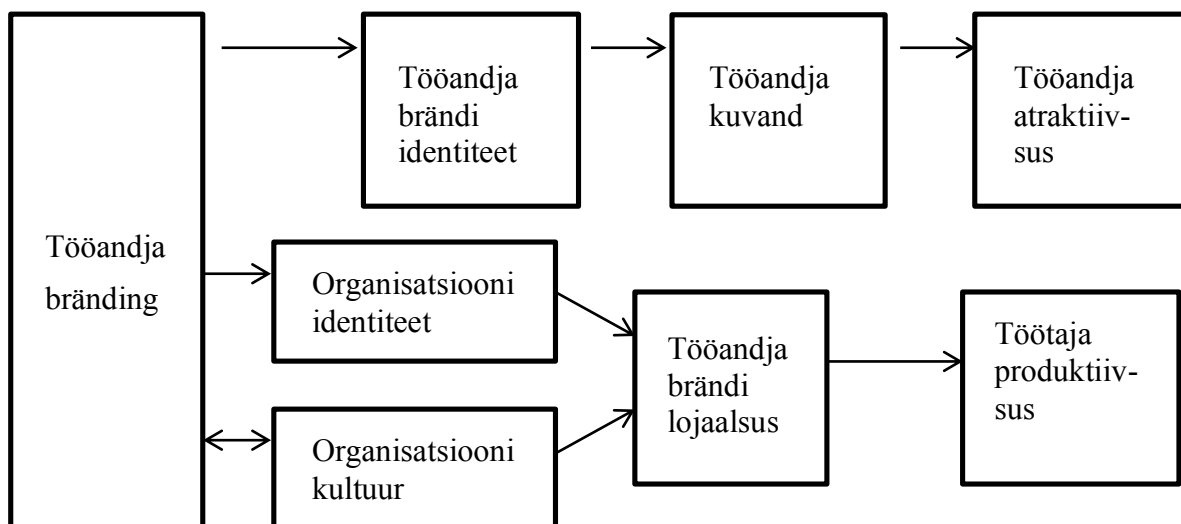 Tööandja
bränding
Tööandja
brändi
identiteet
Tööandja
kuvand
Tööandja
atraktiiv-
sus
Organisatsiooni
identiteet
Organisatsiooni
kultuur
Tööandja
brändi
lojaalsus
Töötaja
produktiiv-
sus